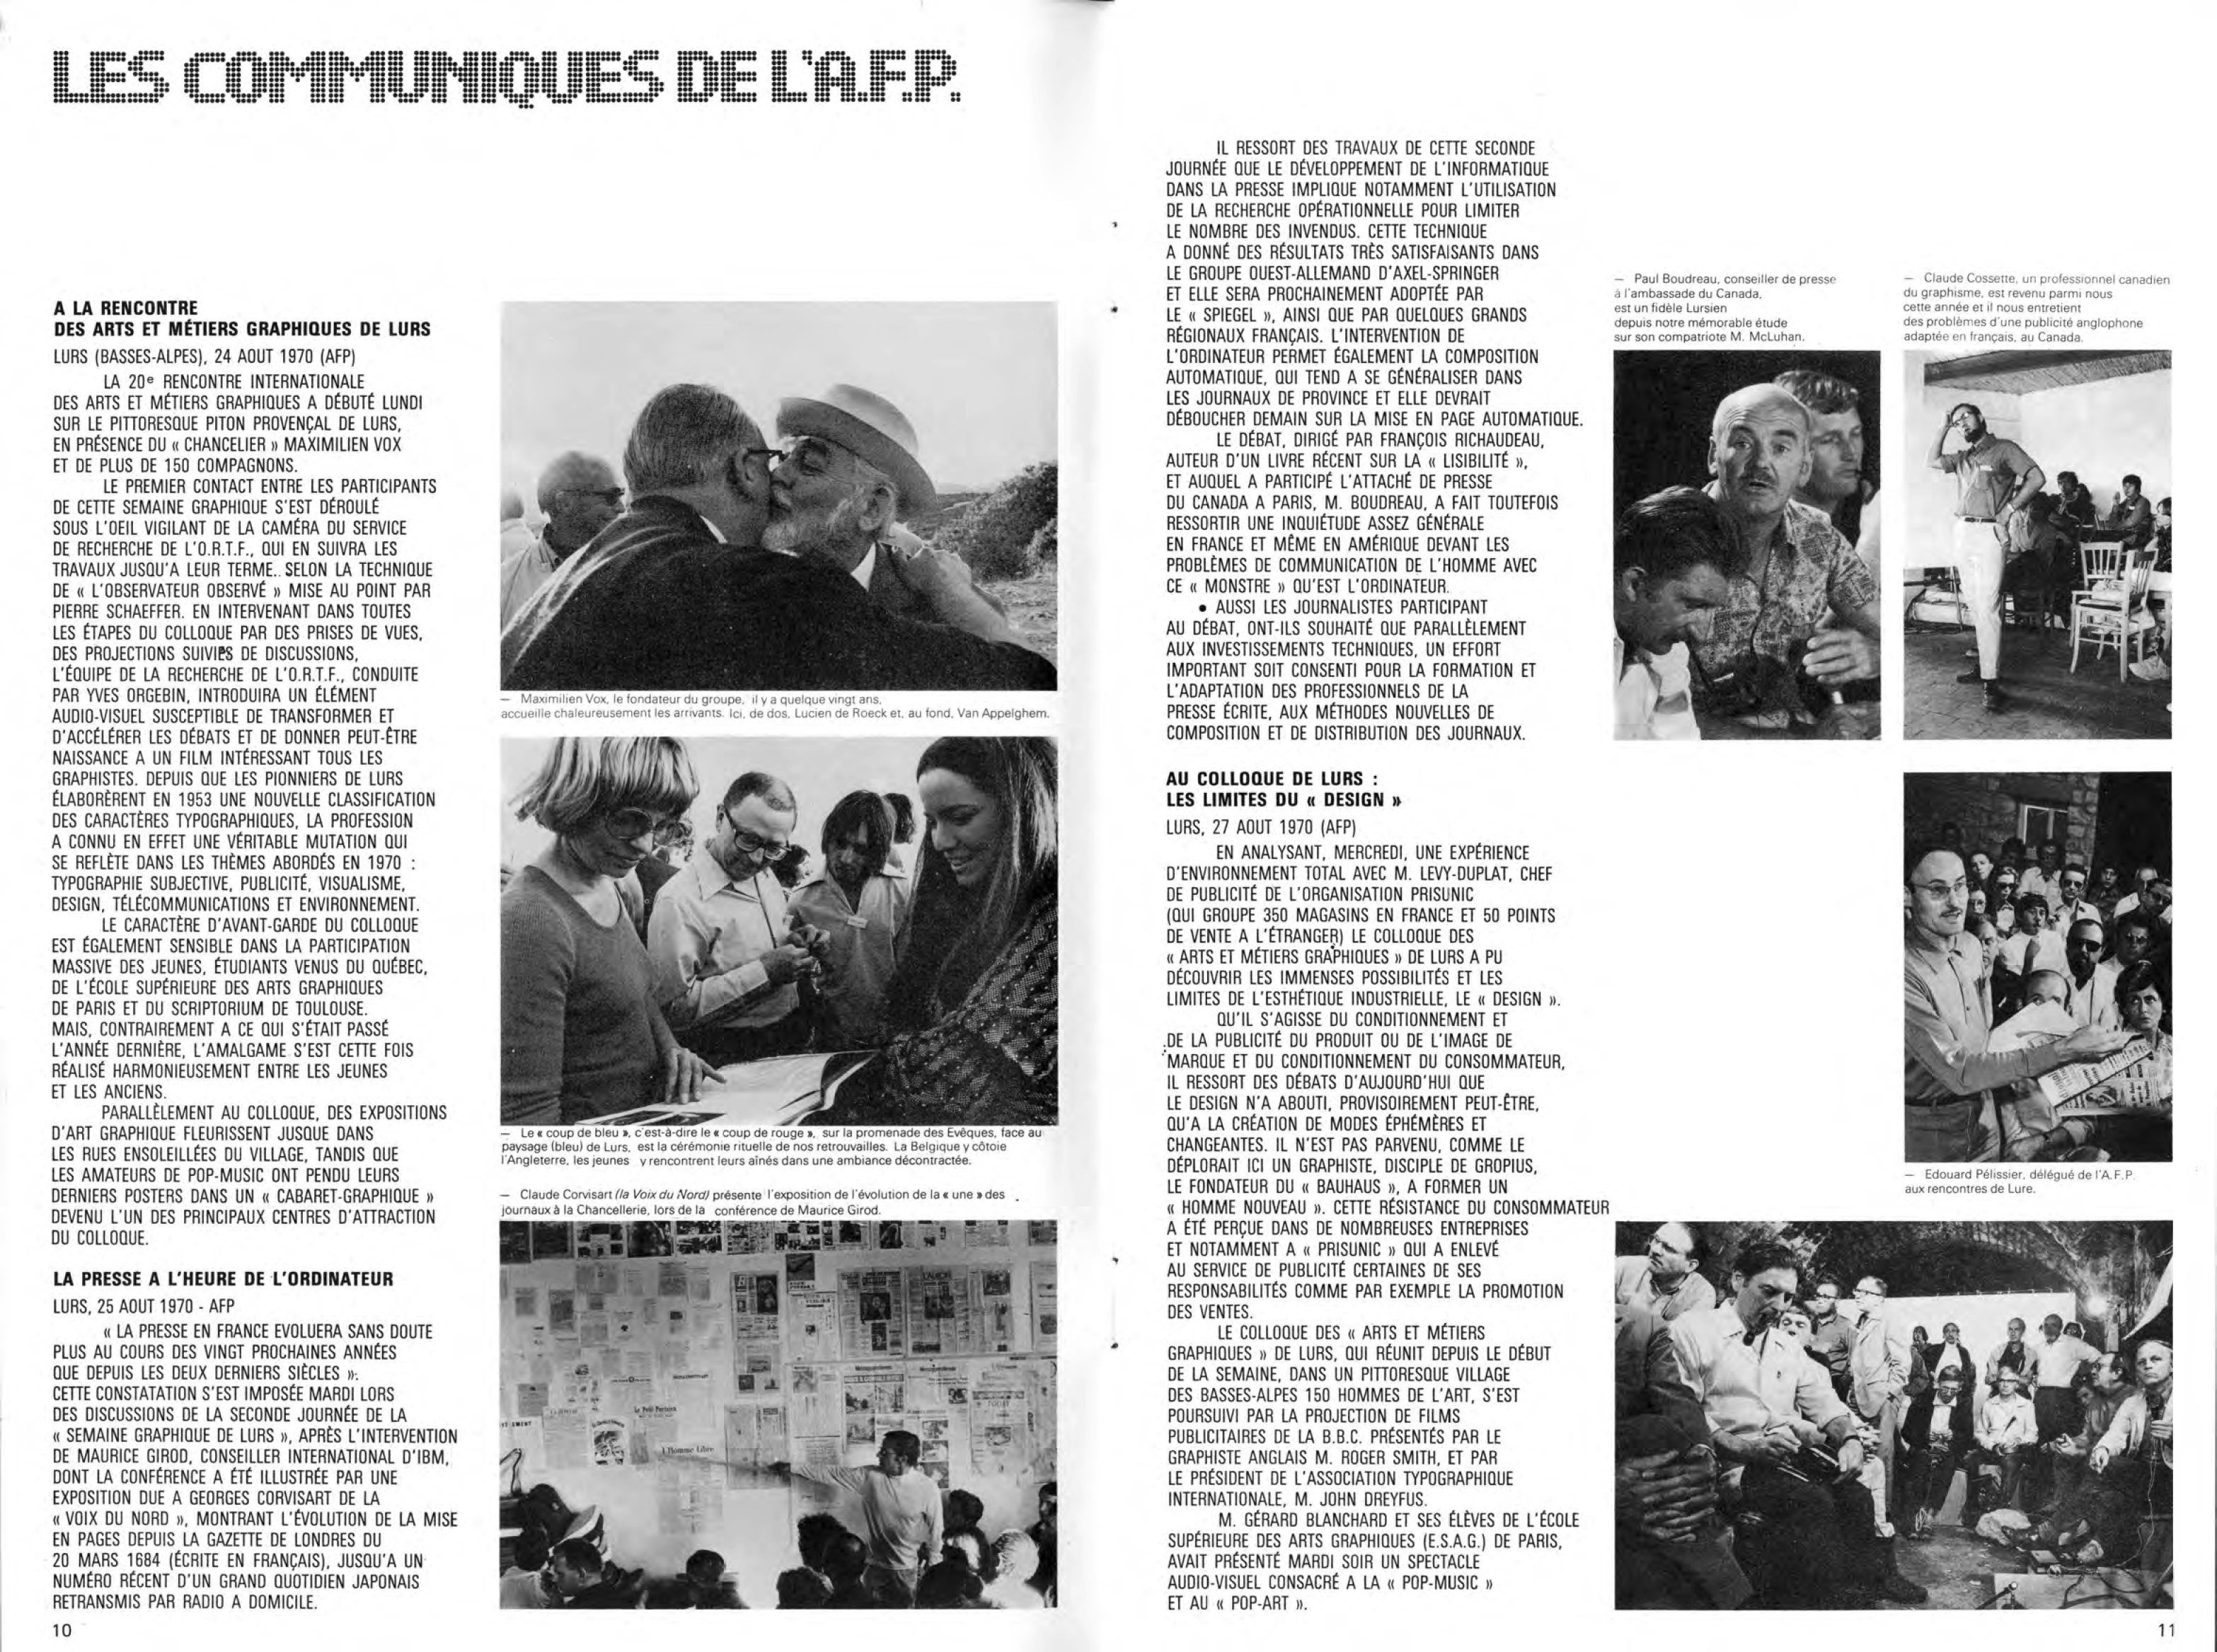 LES COMMUNIQUES DE L'A.F.P.
A LA RENCONTRE
DES ARTS ET MÉTIERS GRAPHIQUES DE LURS
LURS (BASSES-ALPES), 24 AOUT 1970 (AFP)
LA 20e RENCONTRE INTERNATIONALE
DES ARTS ET MÉTIERS GRAPHIQUES A DÉBUTÉ LUNDI
SUR LE PITTORESQUE PITON PROVENÇAL DE LURS,
EN PRÉSENCE DU « CHANCELIER » MAXIMILIEN VOX
ET DE PLUS DE 150 COMPAGNONS.
LE PREMIER CONTACT ENTRE LES PARTICIPANTS
DE CETTE SEMAINE GRAPHIQUE S'EST DÉROULÉ
SOUS L'OEIL VIGILANT DE LA CAMÉRA DU SERVICE
DE RECHERCHE DE L'O.R.T.F., QUI EN SUIVRA LES
TRAVAUX JUSQU'A LEUR TERME.. SELON LA TECHNIQUE
DE « L'OBSERVATEUR OBSERVÉ » MISE AU POINT PAR
PIERRE SCHAEFFER. EN INTERVENANT DANS TOUTES
LES ÉTAPES DU COLLOQUE PAR DES PRISES DE VUES,
DES PROJECTIONS SUIVIES DE DISCUSSIONS,
L'ÉQUIPE DE LA RECHERCHE DE L'O.R.T.F., CONDUITE
PAR YVES ORGEBIN, INTRODUIRA UN ÉLÉMENT
AUDIO-VISUEL SUSCEPTIBLE DE TRANSFORMER ET
D'ACCÉLÉRER LES DÉBATS ET DE DONNER PEUT-ÊTRE
NAISSANCE A UN FILM INTÉRESSANT TOUS LES
GRAPHISTES. DEPUIS QUE LES PIONNIERS DE LURS
ÉLABORÈRENT EN 1953 UNE NOUVELLE CLASSIFICATION
DES CARACTÈRES TYPOGRAPHIQUES, LA PROFESSION
A CONNU EN EFFET UNE VÉRITABLE MUTATION QUI
SE REFLÈTE DANS LES THÈMES ABORDÉS EN 1970 :
TYPOGRAPHIE SUBJECTIVE, PUBLICITÉ, VISUALISME,
DESIGN, TÉLÉCOMMUNICATIONS ET ENVIRONNEMENT.
LE CARACTÈRE D'AVANT-GARDE DU COLLOQUE
EST ÉGALEMENT SENSIBLE DANS LA PARTICIPATION
MASSIVE DES JEUNES, ÉTUDIANTS VENUS DU QUÉBEC,
DE L'ÉCOLE SUPÉRIEURE DES ARTS GRAPHIQUES
DE PARIS ET DU SCRIPTORIUM DE TOULOUSE.
MAIS, CONTRAIREMENT A CE QUI S'ÉTAIT PASSÉ
L'ANNÉE DERNIÈRE, L'AMALGAME S'EST CETTE FOIS
RÉALISÉ HARMONIEUSEMENT ENTRE LES JEUNES
ET LES ANCIENS.
PARALLÈLEMENT AU COLLOQUE, DES EXPOSITIONS
D'ART GRAPHIQUE FLEURISSENT JUSQUE DANS
LES RUES ENSOLEILLÉES DU VILLAGE, TANDIS QUE
LES AMATEURS DE POP-MUSIC ONT PENDU LEURS
DERNIERS POSTERS DANS UN « CABARET-GRAPHIQUE »
DEVENU L'UN DES PRINCIPAUX CENTRES D'ATTRACTION
DU COLLOQUE.
LA PRESSE A L'HEURE DE L'ORDINATEUR
LURS, 25 AOUT 1970 - AFP
« LA PRESSE EN FRANCE EVOLUERA SANS DOUTE
PLUS AU COURS DES VINGT PROCHAINES ANNÉES
QUE DEPUIS LES DEUX DERNIERS SIÈCLES ».
CETTE CONSTATATION S'EST IMPOSÉE MARDI LORS
DES DISCUSSIONS DE LA SECONDE JOURNÉE DE LA
« SEMAINE GRAPHIQUE DE LURS », APRÈS L'INTERVENTION
DE MAURICE GIROD, CONSEILLER INTERNATIONAL D'IBM,
DONT LA CONFÉRENCE A ÉTÉ ILLUSTRÉE PAR UNE
EXPOSITION DUE A GEORGES CORVISART DE LA
« VOIX DU NORD », MONTRANT L'ÉVOLUTION DE LA MISE
EN PAGES DEPUIS LA GAZETTE DE LONDRES DU
20 MARS 1684 (ÉCRITE EN FRANÇAIS), JUSQU'A UN
NUMÉRO RÉCENT D'UN GRAND QUOTIDIEN JAPONAIS
RETRANSMIS PAR RADIO A DOMICILE.
10
— Maximilien Vox, le fondateur du groupe, il y a quelque vingt ans,
accueille chaleureusement les arrivants. Ici, de dos, Lucien de Roeck et, au fond, Van Appelghem.
— Le « coup de bleu », c'est-à-dire le « coup de rouge », sur la promenade des Evêques, face au
paysage (bleu) de Lurs, est la cérémonie rituelle de nos retrouvailles. La Belgique y côtoie
l'Angleterre, les jeunes y rencontrent leurs aînés dans une ambiance décontractée.
— Claude Corvisart (la Voix du Nord) présente l'exposition de l'évolution de la « une » des
journaux à la Chancellerie, lors de la conférence de Maurice Girod.
Le Petit Parisien
L'Homme Libre
IL RESSORT DES TRAVAUX DE CETTE SECONDE
JOURNÉE QUE LE DÉVELOPPEMENT DE L'INFORMATIQUE
DANS LA PRESSE IMPLIQUE NOTAMMENT L'UTILISATION
DE LA RECHERCHE OPÉRATIONNELLE POUR LIMITER
LE NOMBRE DES INVENDUS. CETTE TECHNIQUE
A DONNÉ DES RÉSULTATS TRÈS SATISFAISANTS DANS
LE GROUPE OUEST-ALLEMAND D'AXEL-SPRINGER
ET ELLE SERA PROCHAINEMENT ADOPTÉE PAR
LE « SPIEGEL », AINSI QUE PAR QUELQUES GRANDS
RÉGIONAUX FRANÇAIS. L'INTERVENTION DE
L'ORDINATEUR PERMET ÉGALEMENT LA COMPOSITION
AUTOMATIQUE, QUI TEND A SE GÉNÉRALISER DANS
LES JOURNAUX DE PROVINCE ET ELLE DEVRAIT
DÉBOUCHER DEMAIN SUR LA MISE EN PAGE AUTOMATIQUE.
LE DÉBAT, DIRIGÉ PAR FRANÇOIS RICHAUDEAU,
AUTEUR D'UN LIVRE RÉCENT SUR LA « LISIBILITÉ »,
ET AUQUEL A PARTICIPÉ L'ATTACHÉ DE PRESSE
DU CANADA A PARIS, M. BOUDREAU, A FAIT TOUTEFOIS
RESSORTIR UNE INQUIÉTUDE ASSEZ GÉNÉRALE
EN FRANCE ET MÊME EN AMÉRIQUE DEVANT LES
PROBLÈMES DE COMMUNICATION DE L'HOMME AVEC
CE « MONSTRE » QU'EST L'ORDINATEUR.
• AUSSI LES JOURNALISTES PARTICIPANT
AU DÉBAT, ONT-ILS SOUHAITÉ QUE PARALLÈLEMENT
AUX INVESTISSEMENTS TECHNIQUES, UN EFFORT
IMPORTANT SOIT CONSENTI POUR LA FORMATION ET
L'ADAPTATION DES PROFESSIONNELS DE LA
PRESSE ÉCRITE, AUX MÉTHODES NOUVELLES DE
COMPOSITION ET DE DISTRIBUTION DES JOURNAUX.
AU COLLOQUE DE LURS :
LES LIMITES DU « DESIGN »
LURS, 27 AOUT 1970 (AFP)
EN ANALYSANT, MERCREDI, UNE EXPÉRIENCE
D'ENVIRONNEMENT TOTAL AVEC M. LEVY-DUPLAT, CHEF
DE PUBLICITÉ DE L'ORGANISATION PRISUNIC
(QUI GROUPE 350 MAGASINS EN FRANCE ET 50 POINTS
DE VENTE A L'ÉTRANGER) LE COLLOQUE DES
« ARTS ET MÉTIERS GRAPHIQUES » DE LURS A PU
DÉCOUVRIR LES IMMENSES POSSIBILITÉS ET LES
LIMITES DE L'ESTHÉTIQUE INDUSTRIELLE, LE « DESIGN ».
QU'IL S'AGISSE DU CONDITIONNEMENT ET
DE LA PUBLICITÉ DU PRODUIT OU DE L'IMAGE DE
MARQUE ET DU CONDITIONNEMENT DU CONSOMMATEUR,
IL RESSORT DES DÉBATS D'AUJOURD'HUI QUE
LE DESIGN N'A ABOUTI, PROVISOIREMENT PEUT-ÊTRE,
QU'A LA CRÉATION DE MODES ÉPHÉMÈRES ET
CHANGEANTES. IL N'EST PAS PARVENU, COMME LE
DÉPLORAIT ICI UN GRAPHISTE, DISCIPLE DE GROPIUS,
LE FONDATEUR DU « BAUHAUS », A FORMER UN
« HOMME NOUVEAU ». CETTE RÉSISTANCE DU CONSOMMATEUR
A ÉTÉ PERÇUE DANS DE NOMBREUSES ENTREPRISES
ET NOTAMMENT A « PRISUNIC » QUI A ENLEVÉ
AU SERVICE DE PUBLICITÉ CERTAINES DE SES
RESPONSABILITÉS COMME PAR EXEMPLE LA PROMOTION
DES VENTES.
LE COLLOQUE DES « ARTS ET MÉTIERS
GRAPHIQUES » DE LURS, QUI RÉUNIT DEPUIS LE DÉBUT
DE LA SEMAINE, DANS UN PITTORESQUE VILLAGE
DES BASSES-ALPES 150 HOMMES DE L'ART, S'EST
POURSUIVI PAR LA PROJECTION DE FILMS
PUBLICITAIRES DE LA B.B.C. PRÉSENTÉS PAR LE
GRAPHISTE ANGLAIS M. ROGER SMITH, ET PAR
LE PRÉSIDENT DE L'ASSOCIATION TYPOGRAPHIQUE
INTERNATIONALE, M. JOHN DREYFUS.
M. GÉRARD BLANCHARD ET SES ÉLÈVES DE L'ÉCOLE
SUPÉRIEURE DES ARTS GRAPHIQUES (E.S.A.G.) DE PARIS,
AVAIT PRÉSENTÉ MARDI SOIR UN SPECTACLE
AUDIO-VISUEL CONSACRÉ A LA « POP-MUSIC »
ET AU « POP-ART ».
— Paul Boudreau, conseiller de presse
à l'ambassade du Canada,
est un fidèle Lursien
depuis notre mémorable étude
sur son compatriote M. McLuhan.
— Claude Cossette, un professionnel canadien
du graphisme, est revenu parmi nous
cette année et il nous entretient
des problèmes d'une publicité anglophone
adaptée en français, au Canada.
— Edouard Pélissier, délégué de l'A.F.P.
aux rencontres de Lure.
11